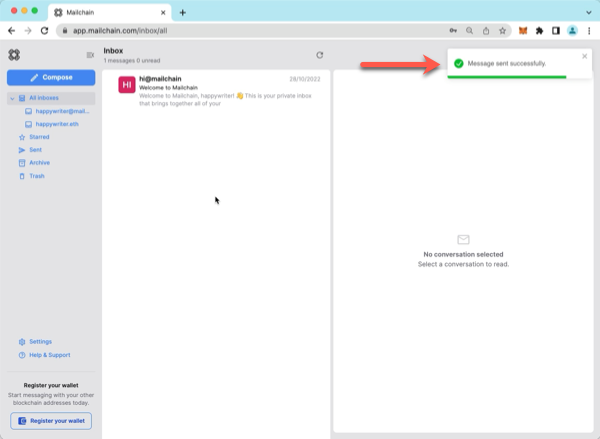 Mailchain
app.mailchain.com/inbox/all
Inbox
1 messages 0 unread
Message sent successfully.
Compose
All inboxes
happywriter@mail...
happywriter.eth
Starred
Sent
Archive
Trash
HI
hi@mailchain
28/10/2022
Welcome to Mailchain
Welcome to Mailchain, happywriter! 👋 This is your private inbox
that brings together all of your
No conversation selected
Select a conversation to read.
Settings
Help & Support
Register your wallet
Start messaging with your other
blockchain addresses today.
Register your wallet